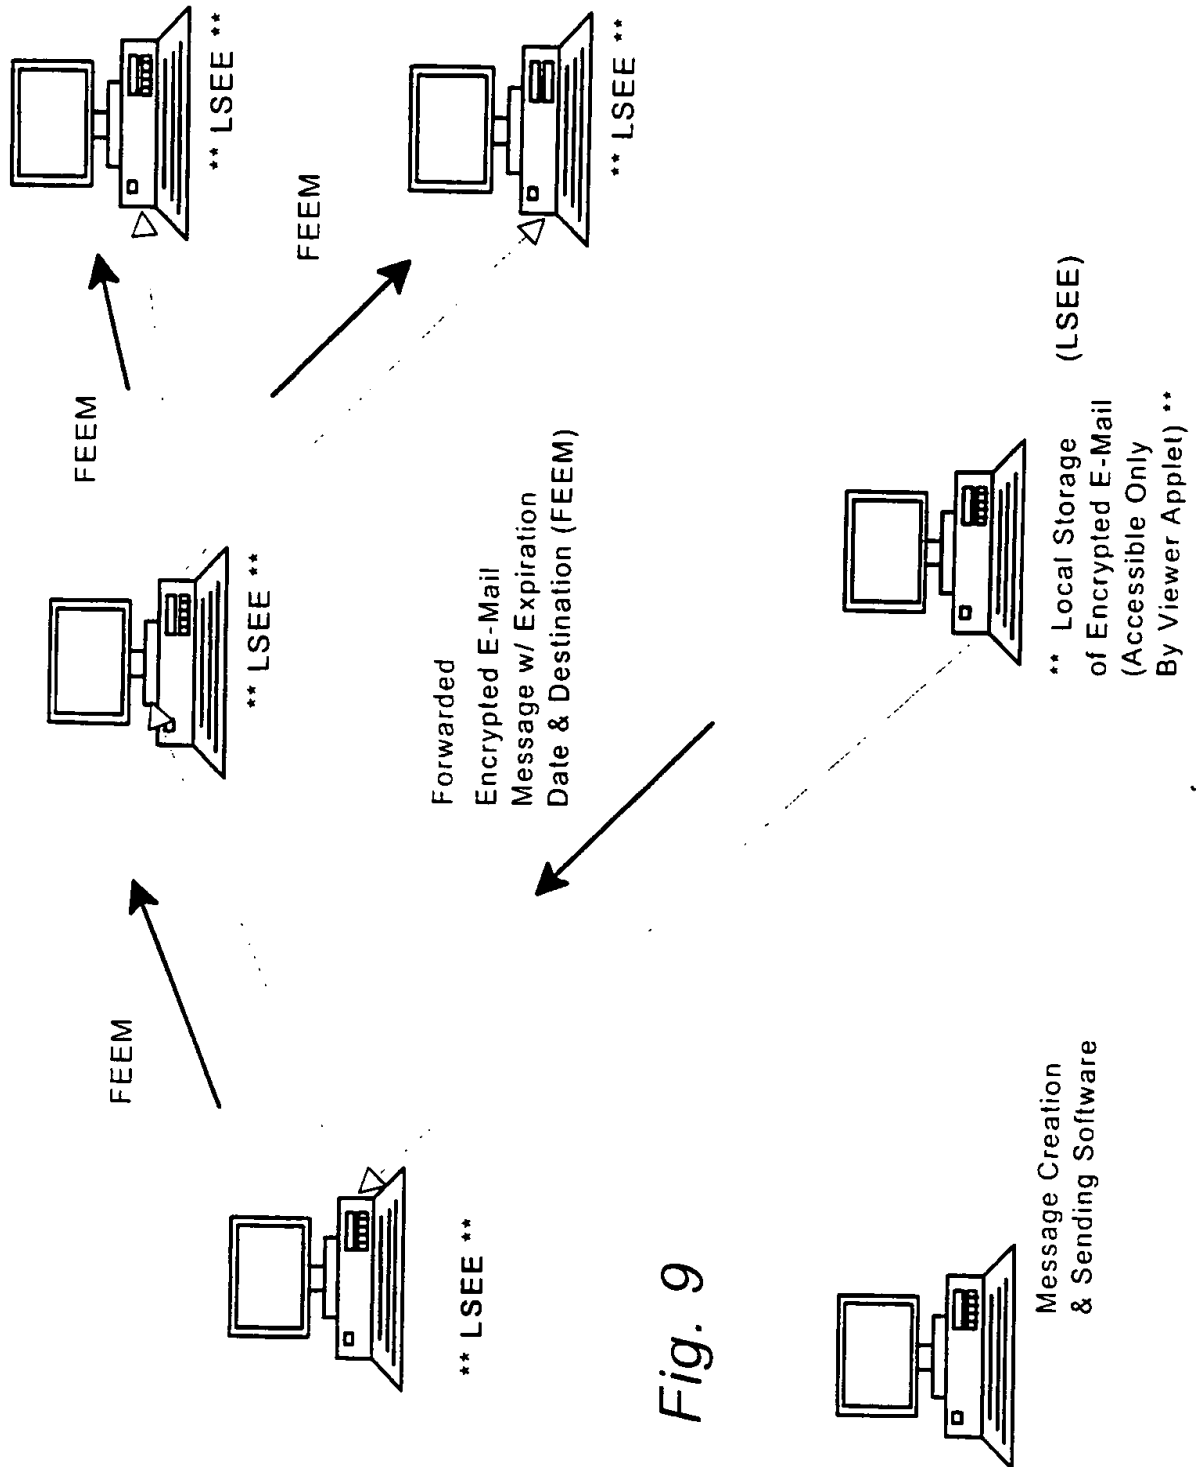 FEEM
FEEM
** LSEE **
** LSEE **
FEEM
Forwarded
Encrypted E-Mail
Message w/ Expiration
Date & Destination (FEEM)
** LSEE **
** LSEE **
Fig. 9
Message Creation
& Sending Software
** Local Storage (LSEE)
of Encrypted E-Mail
(Accessible Only
By Viewer Applet) **